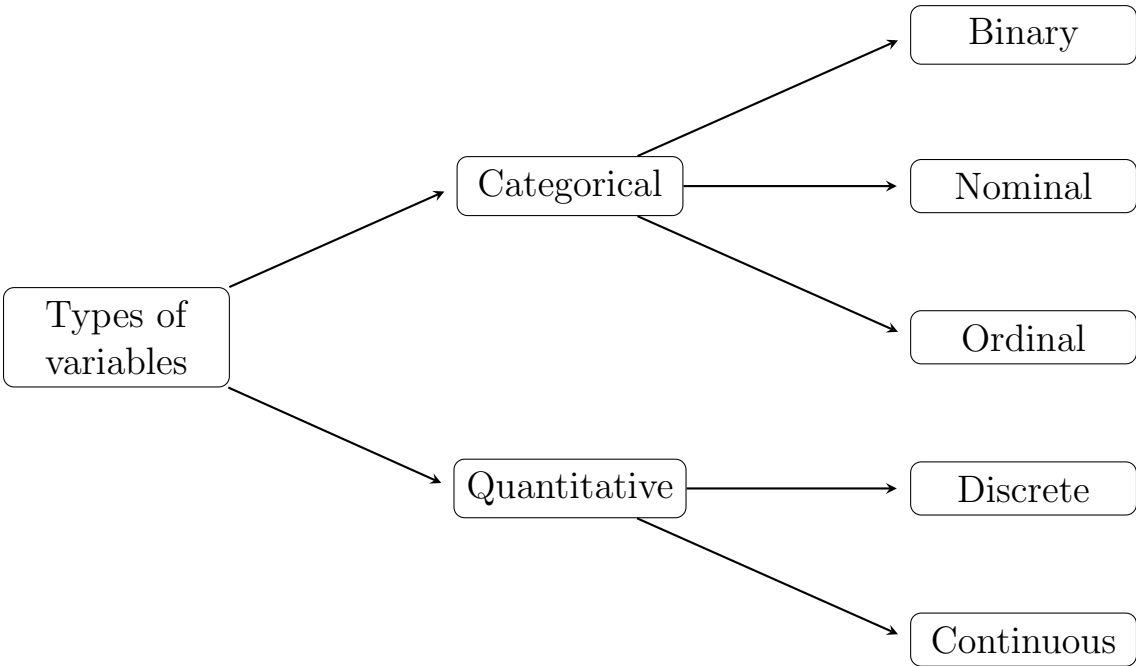 Types of
variables
Categorical
Binary
Nominal
Ordinal
Quantitative
Discrete
Continuous